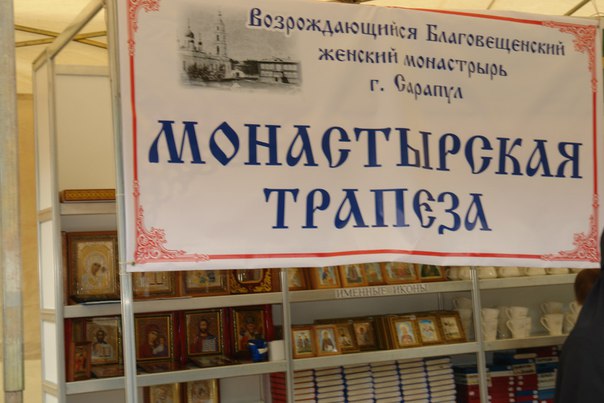 Возрождающийся Благовещенский
женский монастырь
г. Сарапул
МОНАСТЫРСКАЯ
ТРАПЕЗА
ИМЕННЫЕ ИКОНЫ